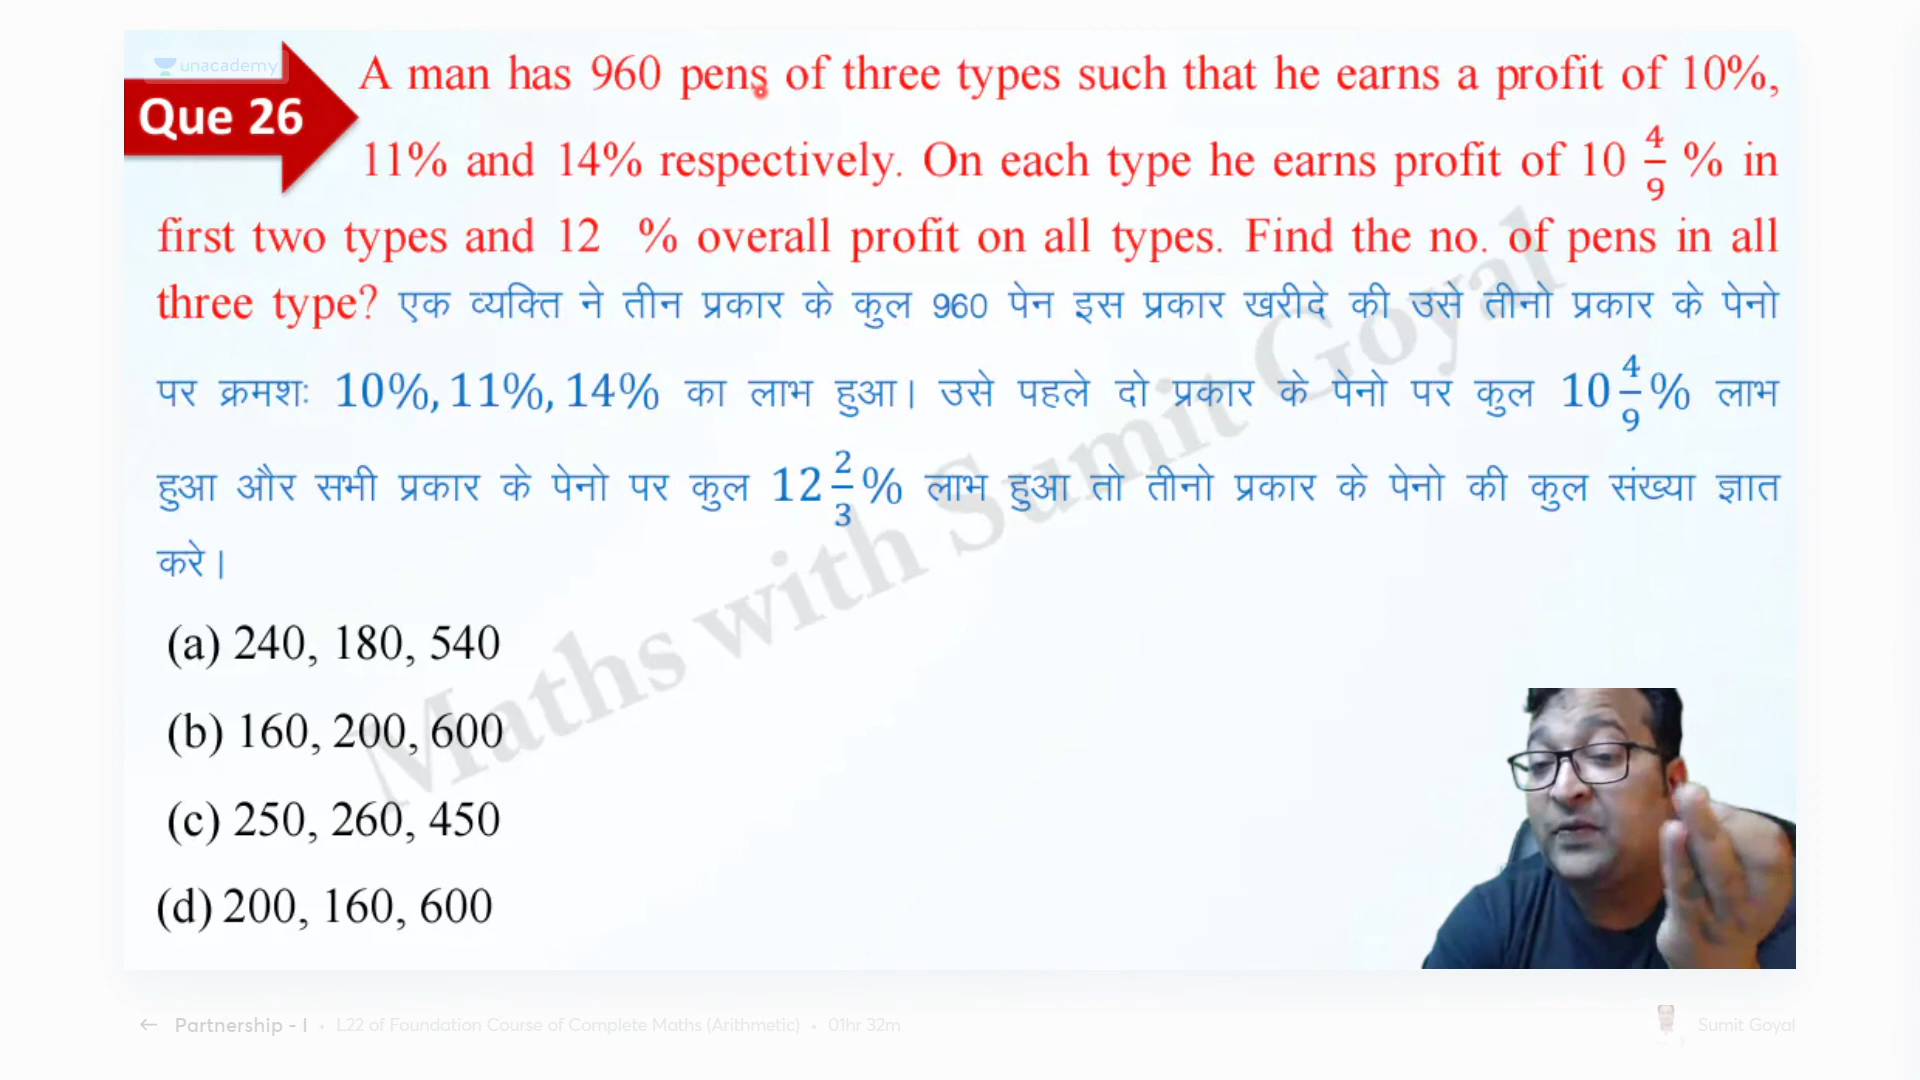 unacademy
Que 26
A man has 960 pens of three types such that he earns a profit of 10%,
11% and 14% respectively. On each type he earns profit of 10 4/9 % in
first two types and 12 % overall profit on all types. Find the no. of pens in all
three type? एक व्यक्ति ने तीन प्रकार के कुल 960 पेन इस प्रकार खरीदे की उसे तीनो प्रकार के पेनो
पर क्रमशः 10%, 11%, 14% का लाभ हुआ। उसे पहले दो प्रकार के पेनो पर कुल 10 4/9 % लाभ
हुआ और सभी प्रकार के पेनो पर कुल 12 2/3 % लाभ हुआ तो तीनो प्रकार के पेनो की कुल संख्या ज्ञात
करे।
(a) 240, 180, 540
(b) 160, 200, 600
(c) 250, 260, 450
(d) 200, 160, 600
Maths with Sumit Goyal
← Partnership - I • L22 of Foundation Course of Complete Maths (Arithmetic) • 01hr 32m
Sumit Goyal